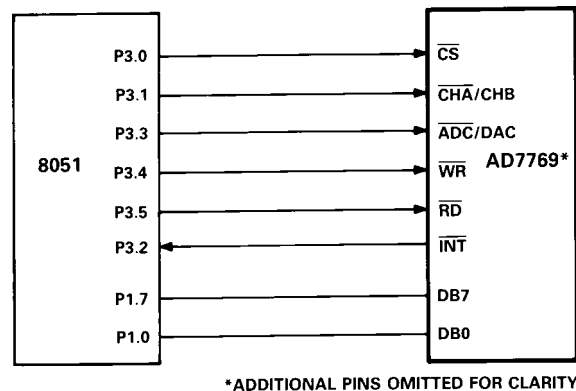 P3.0 CS
P3.1 CHA/CHB
P3.3 ADC/DAC
8051 P3.4 WR AD7769*
P3.5 RD
P3.2 INT
P1.7 DB7
P1.0 DB0
*ADDITIONAL PINS OMITTED FOR CLARITY